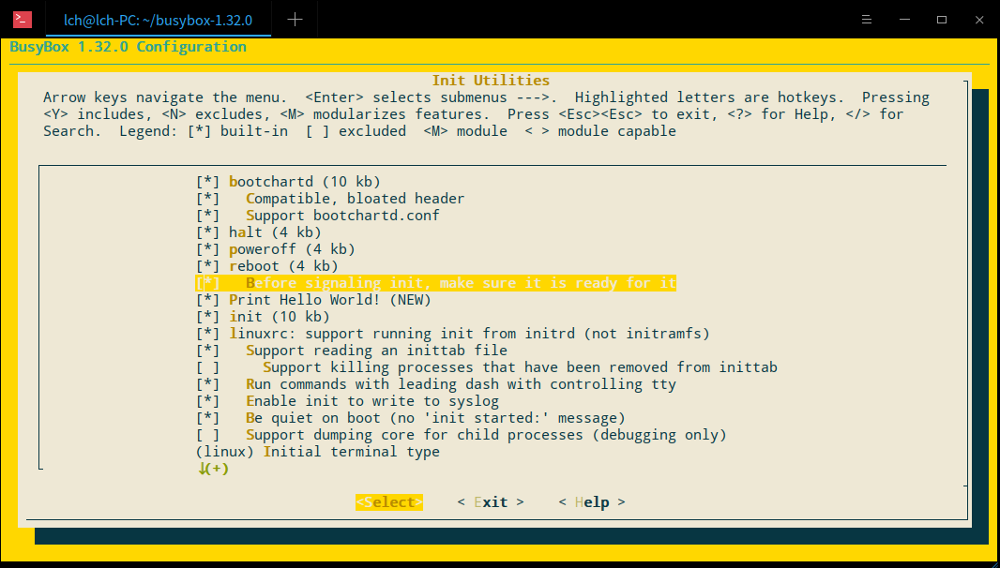 lch@lch-PC: ~/busybox-1.32.0
BusyBox 1.32.0 Configuration
Init Utilities
Arrow keys navigate the menu.  <Enter> selects submenus --->.  Highlighted letters are hotkeys.  Pressing
<Y> includes, <N> excludes, <M> modularizes features.  Press <Esc><Esc> to exit, <?> for Help, </> for
Search.  Legend: [*] built-in  [ ] excluded  <M> module  < > module capable
[*] bootchartd (10 kb)
[*]   Compatible, bloated header
[*]   Support bootchartd.conf
[*] halt (4 kb)
[*] poweroff (4 kb)
[*] reboot (4 kb)
[*]   Before signaling init, make sure it is ready for it
[*] Print Hello World! (NEW)
[*] init (10 kb)
[*] linuxrc: support running init from initrd (not initramfs)
[*]   Support reading an inittab file
[ ]     Support killing processes that have been removed from inittab
[*]   Run commands with leading dash with controlling tty
[*]   Enable init to write to syslog
[*]   Be quiet on boot (no 'init started:' message)
[ ]   Support dumping core for child processes (debugging only)
(linux) Initial terminal type
↓(+)
<Select>    < Exit >    < Help >